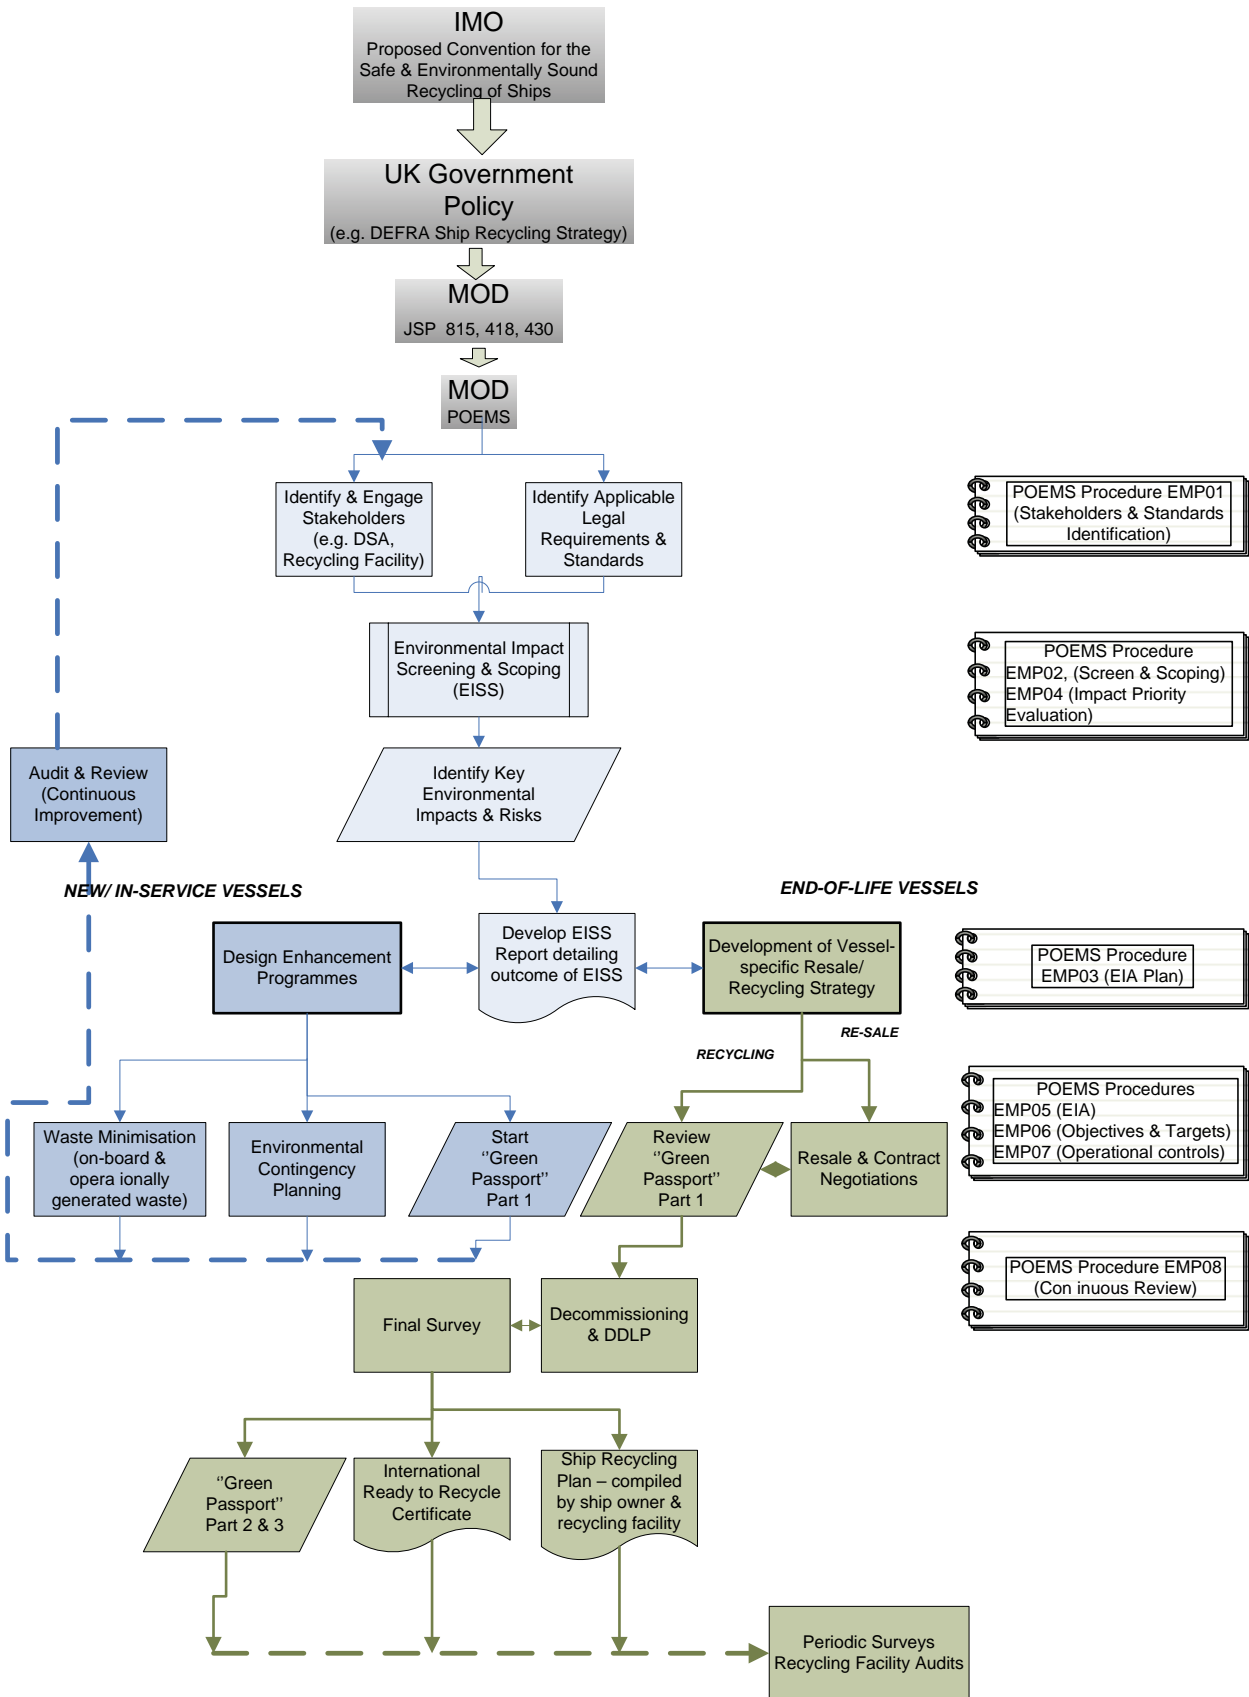 IMO
Proposed Convention for the
Safe & Environmentally Sound
Recycling of Ships
UK Government
Policy
(e.g. DEFRA Ship Recycling Strategy)
MOD
JSP 815, 418, 430
MOD
POEMS
Identify & Engage
Stakeholders
(e.g. DSA,
Recycling Facility)
Identify Applicable
Legal
Requirements &
Standards
POEMS Procedure EMP01
(Stakeholders & Standards
Identification)
Environmental Impact
Screening & Scoping
(EISS)
POEMS Procedure
EMP02, (Screen & Scoping)
EMP04 (Impact Priority
Evaluation)
Audit & Review
(Continuous
Improvement)
Identify Key
Environmental
Impacts & Risks
NEW/ IN-SERVICE VESSELS
END-OF-LIFE VESSELS
Design Enhancement
Programmes
Develop EISS
Report detailing
outcome of EISS
Development of Vessel-
specific Resale/
Recycling Strategy
POEMS Procedure
EMP03 (EIA Plan)
RE-SALE
RECYCLING
Waste Minimisation
(on-board &
opera ionally
generated waste)
Environmental
Contingency
Planning
Start
‘’Green
Passport’’
Part 1
Review
‘’Green
Passport’’
Part 1
Resale & Contract
Negotiations
POEMS Procedures
EMP05 (EIA)
EMP06 (Objectives & Targets)
EMP07 (Operational controls)
POEMS Procedure EMP08
(Con inuous Review)
Final Survey
Decommissioning
& DDLP
‘’Green
Passport’’
Part 2 & 3
International
Ready to Recycle
Certificate
Ship Recycling
Plan – compiled
by ship owner &
recycling facility
Periodic Surveys
Recycling Facility Audits